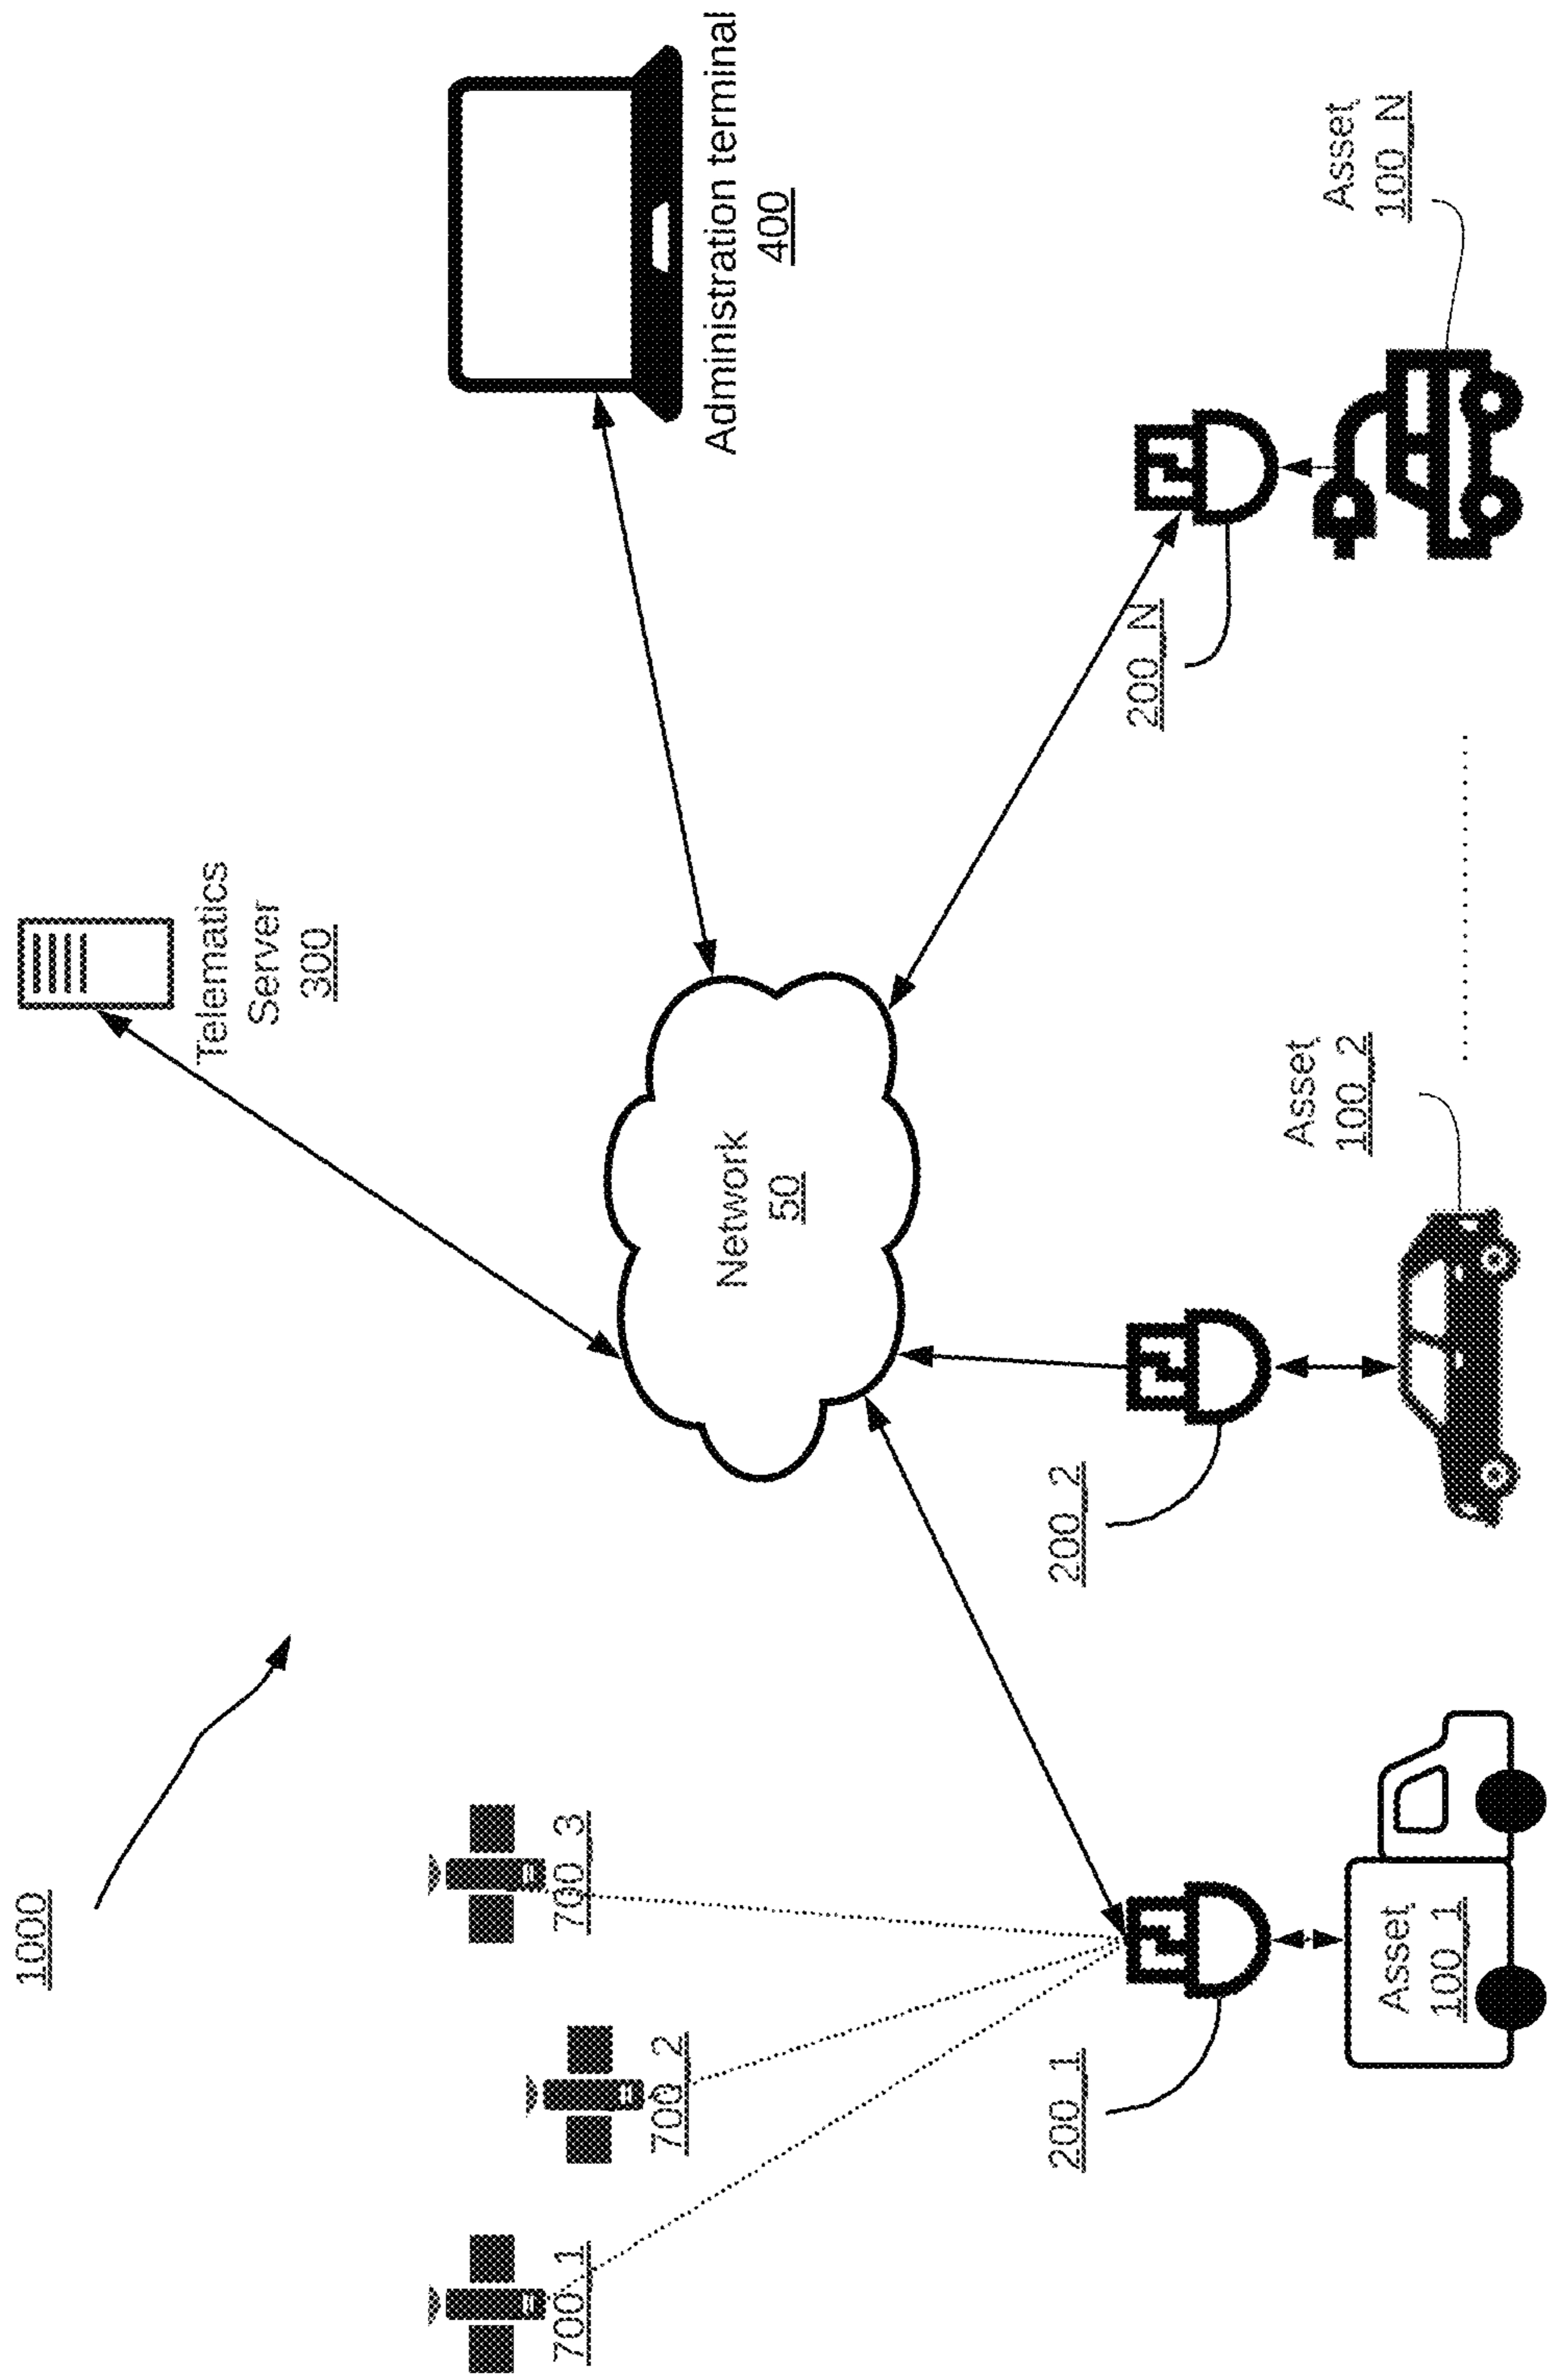 1000
Telematics
Server
300
700_1
700_2
700_3
Administration terminal
400
Network
50
200_1
200_2
200_N
Asset
100_1
Asset
100_2
Asset
100_N